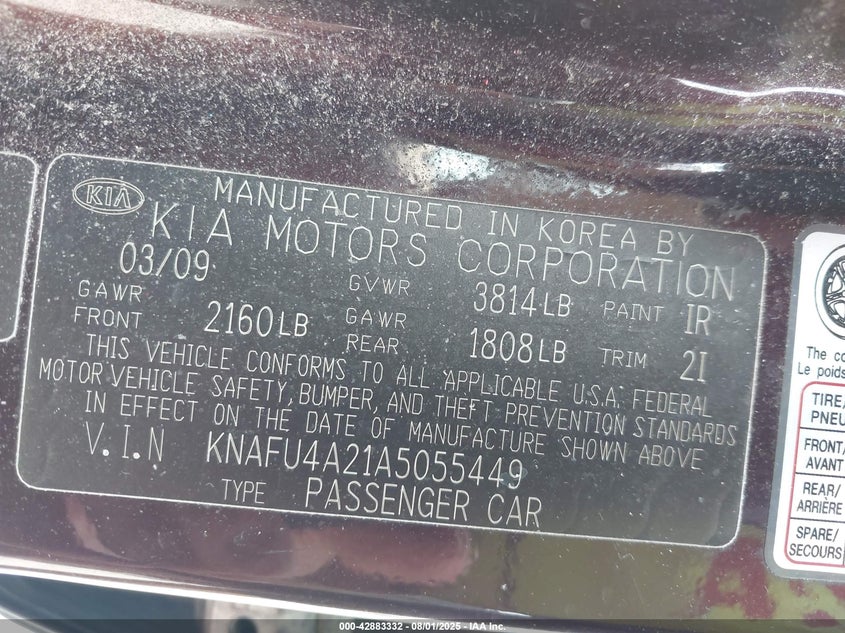 KIA
MANUFACTURED IN KOREA BY
KIA MOTORS CORPORATION
03/09 GVWR 3814LB PAINT IR
GAWR FRONT 2160LB GAWR REAR 1808LB TRIM 2I
THIS VEHICLE CONFORMS TO ALL APPLICABLE U.S.A. FEDERAL
MOTOR VEHICLE SAFETY, BUMPER, AND THEFT PREVENTION STANDARDS
IN EFFECT ON THE DATE OF MANUFACTURE SHOWN ABOVE
V.I.N KNAFU4A21A5055449
TYPE PASSENGER CAR
The co
Le poids
TIRE/
PNEU
FRONT/
AVANT
REAR/
ARRIÈRE
SPARE/
SECOURS
000-42883332 - 08/01/2025 - IAA Inc.